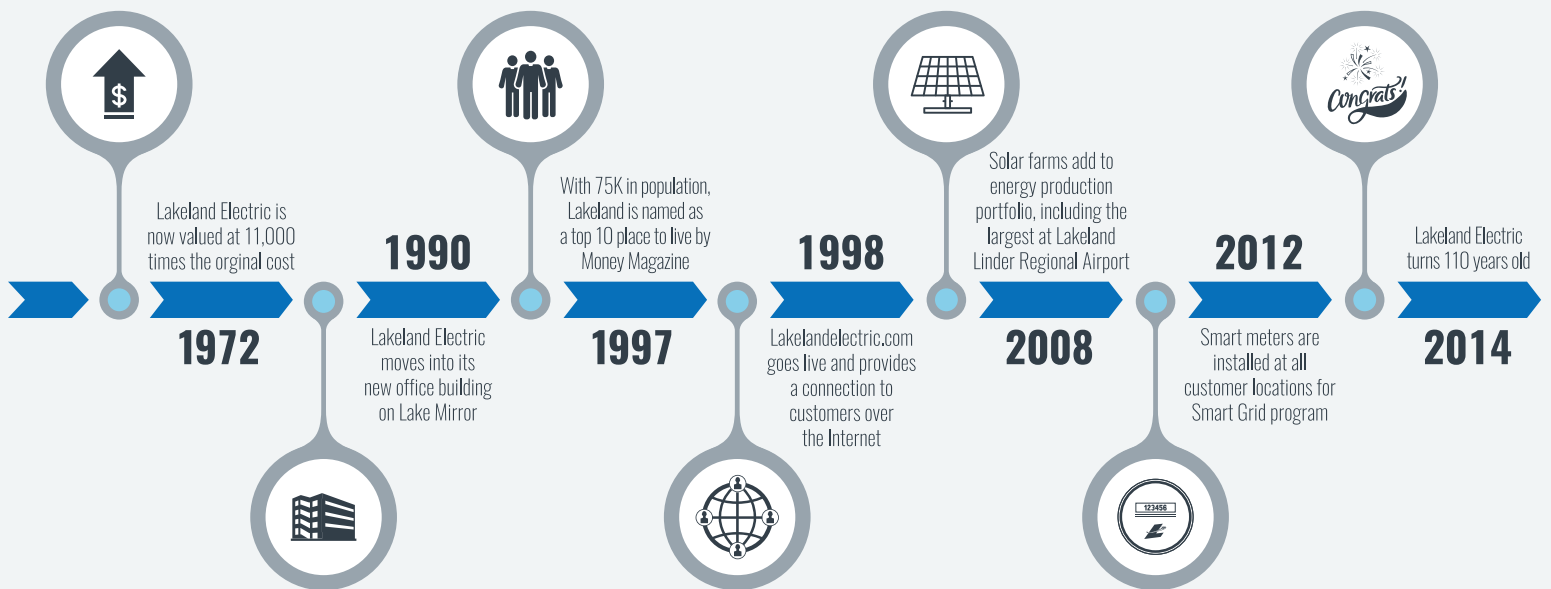 $
Lakeland Electric is
now valued at 11,000
times the orginal cost
1972
1990
Lakeland Electric
moves into its
new office building
on Lake Mirror
With 75K in population,
Lakeland is named as
a top 10 place to live by
Money Magazine
1997
1998
Lakelandelectric.com
goes live and provides
a connection to
customers over
the Internet
Solar farms add to
energy production
portfolio, including the
largest at Lakeland
Linder Regional Airport
2008
2012
Smart meters are
installed at all
customer locations for
Smart Grid program
123456
Congrats!
Lakeland Electric
turns 110 years old
2014